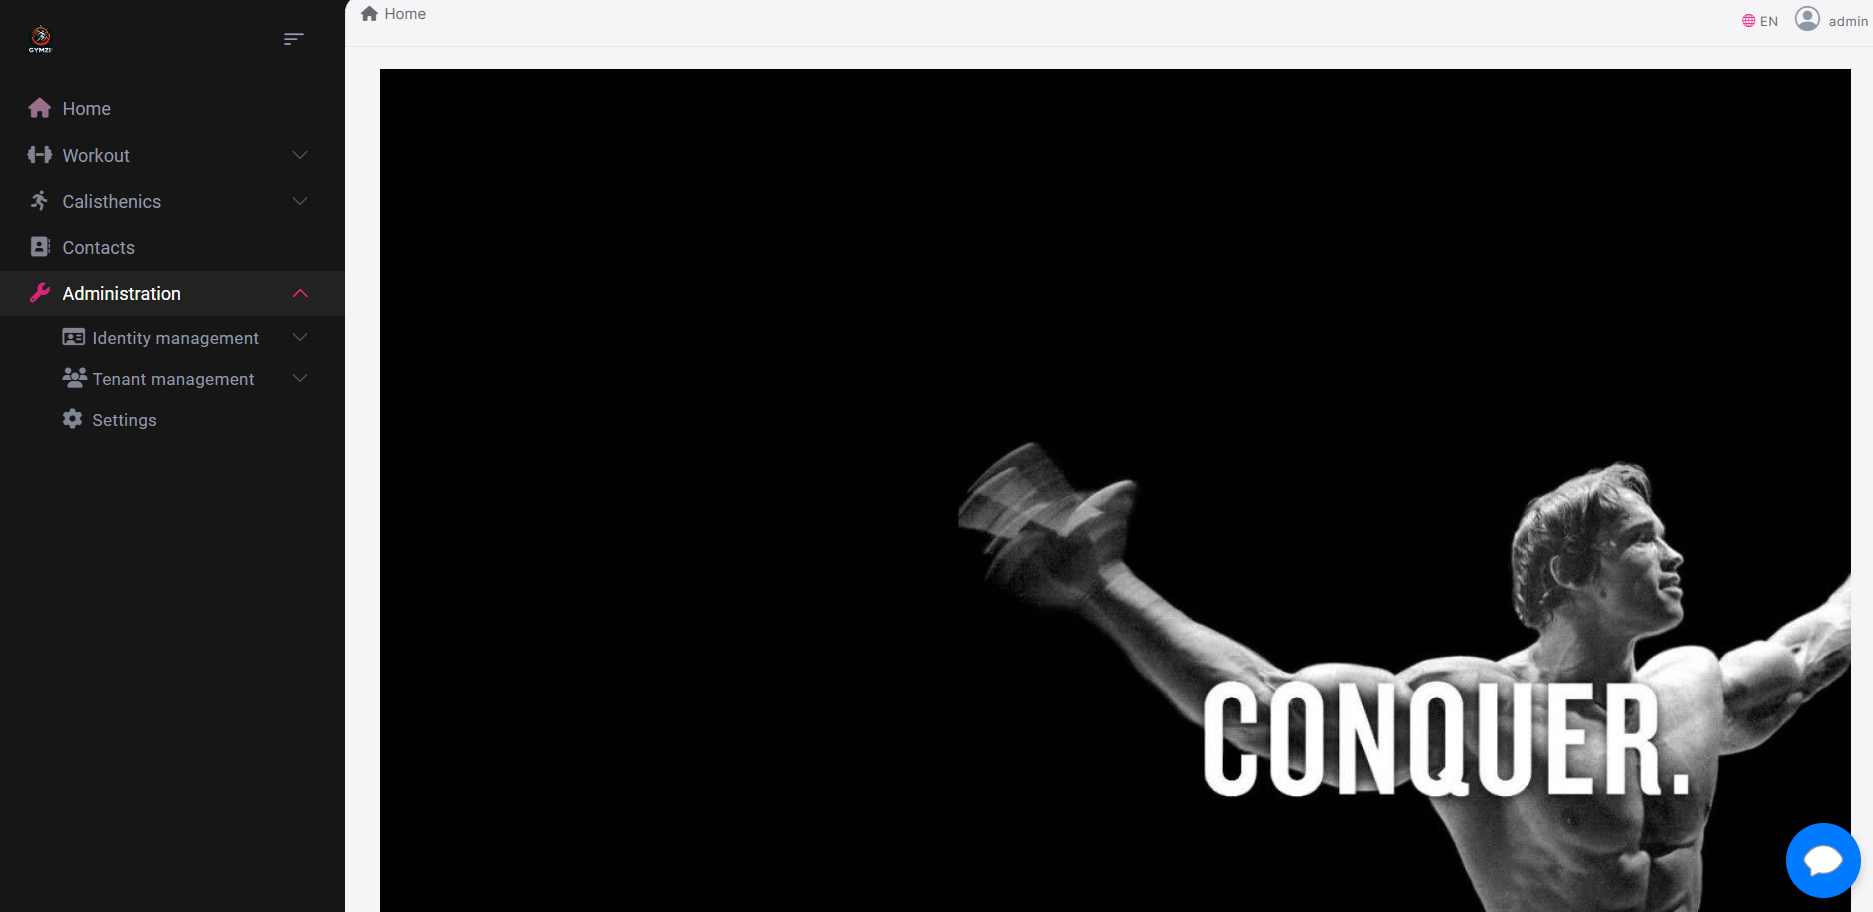 GYMZI
Home
EN
admin
Home
Workout
Calisthenics
Contacts
Administration
Identity management
Tenant management
Settings
CONQUER.